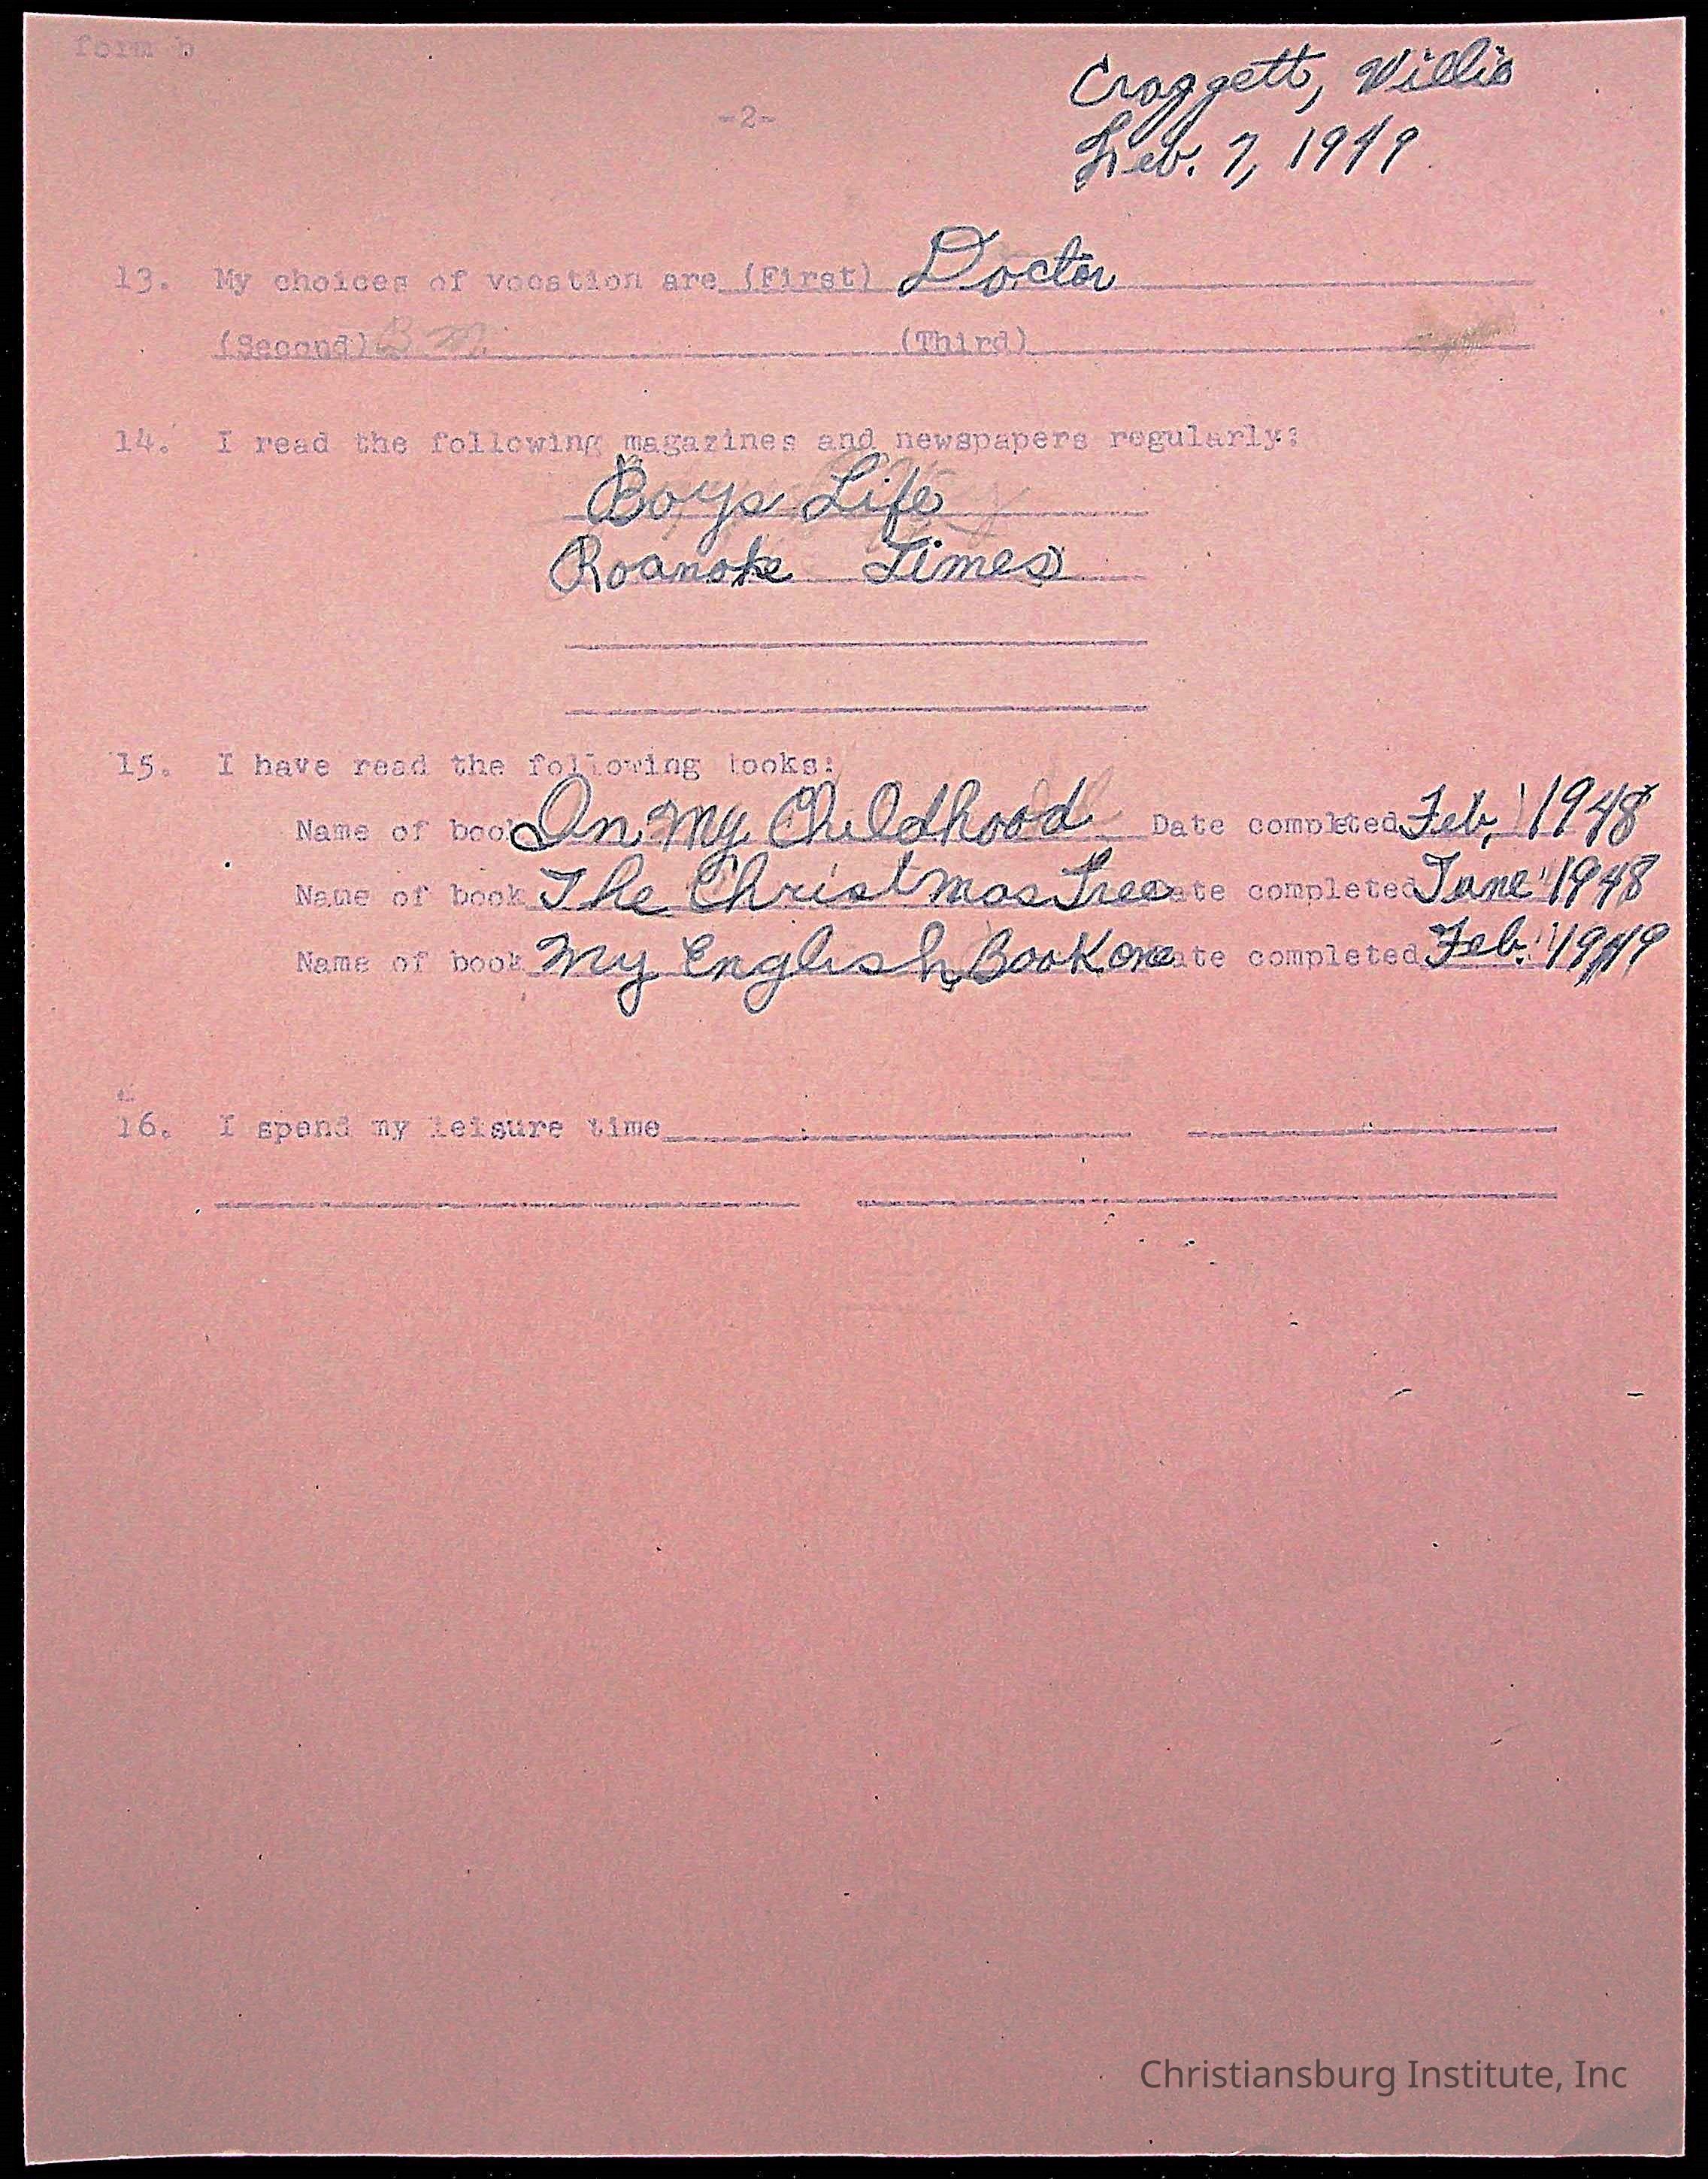 form b
Croggett, Willie
-2-
Feb. 7, 1949
13. My choices of vocation are (First) Doctor
(Second) (Third)
14. I read the following magazines and newspapers regularly:
Boys Life
Roanoke Times
15. I have read the following books:
Name of book In My Childhood Date completed Feb, 1948
Name of book The Christmas Tree Date completed June 1948
Name of book My English Book one Date completed Feb. 1949
16. I spend my leisure time
Christiansburg Institute, Inc